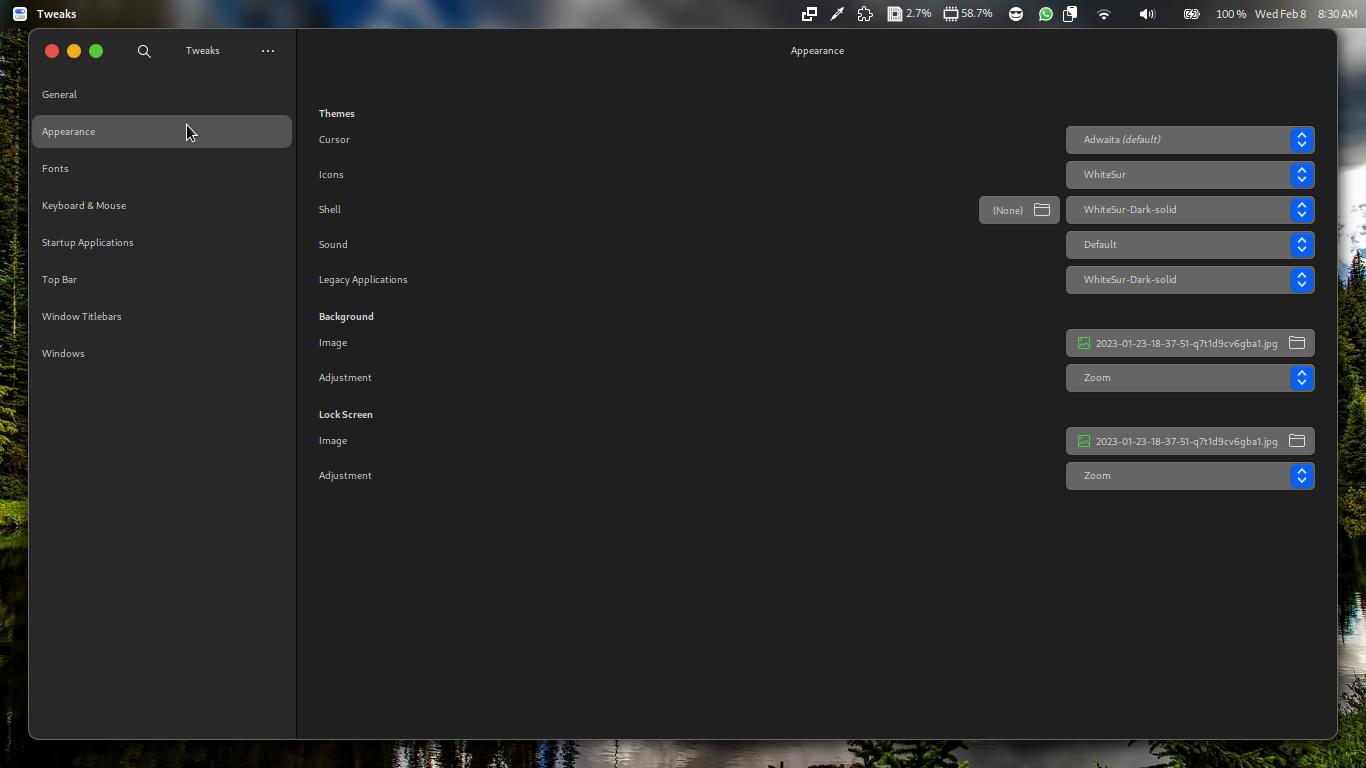 Tweaks 2.7% 58.7% 100 % Wed Feb 8 8:30 AM
Tweaks
Appearance
General
Appearance
Fonts
Keyboard & Mouse
Startup Applications
Top Bar
Window Titlebars
Windows
Themes
Cursor Adwaita (default)
Icons WhiteSur
Shell (None) WhiteSur-Dark-solid
Sound Default
Legacy Applications WhiteSur-Dark-solid
Background
Image 2023-01-23-18-37-51-q7t1d9cv6gba1.jpg
Adjustment Zoom
Lock Screen
Image 2023-01-23-18-37-51-q7t1d9cv6gba1.jpg
Adjustment Zoom